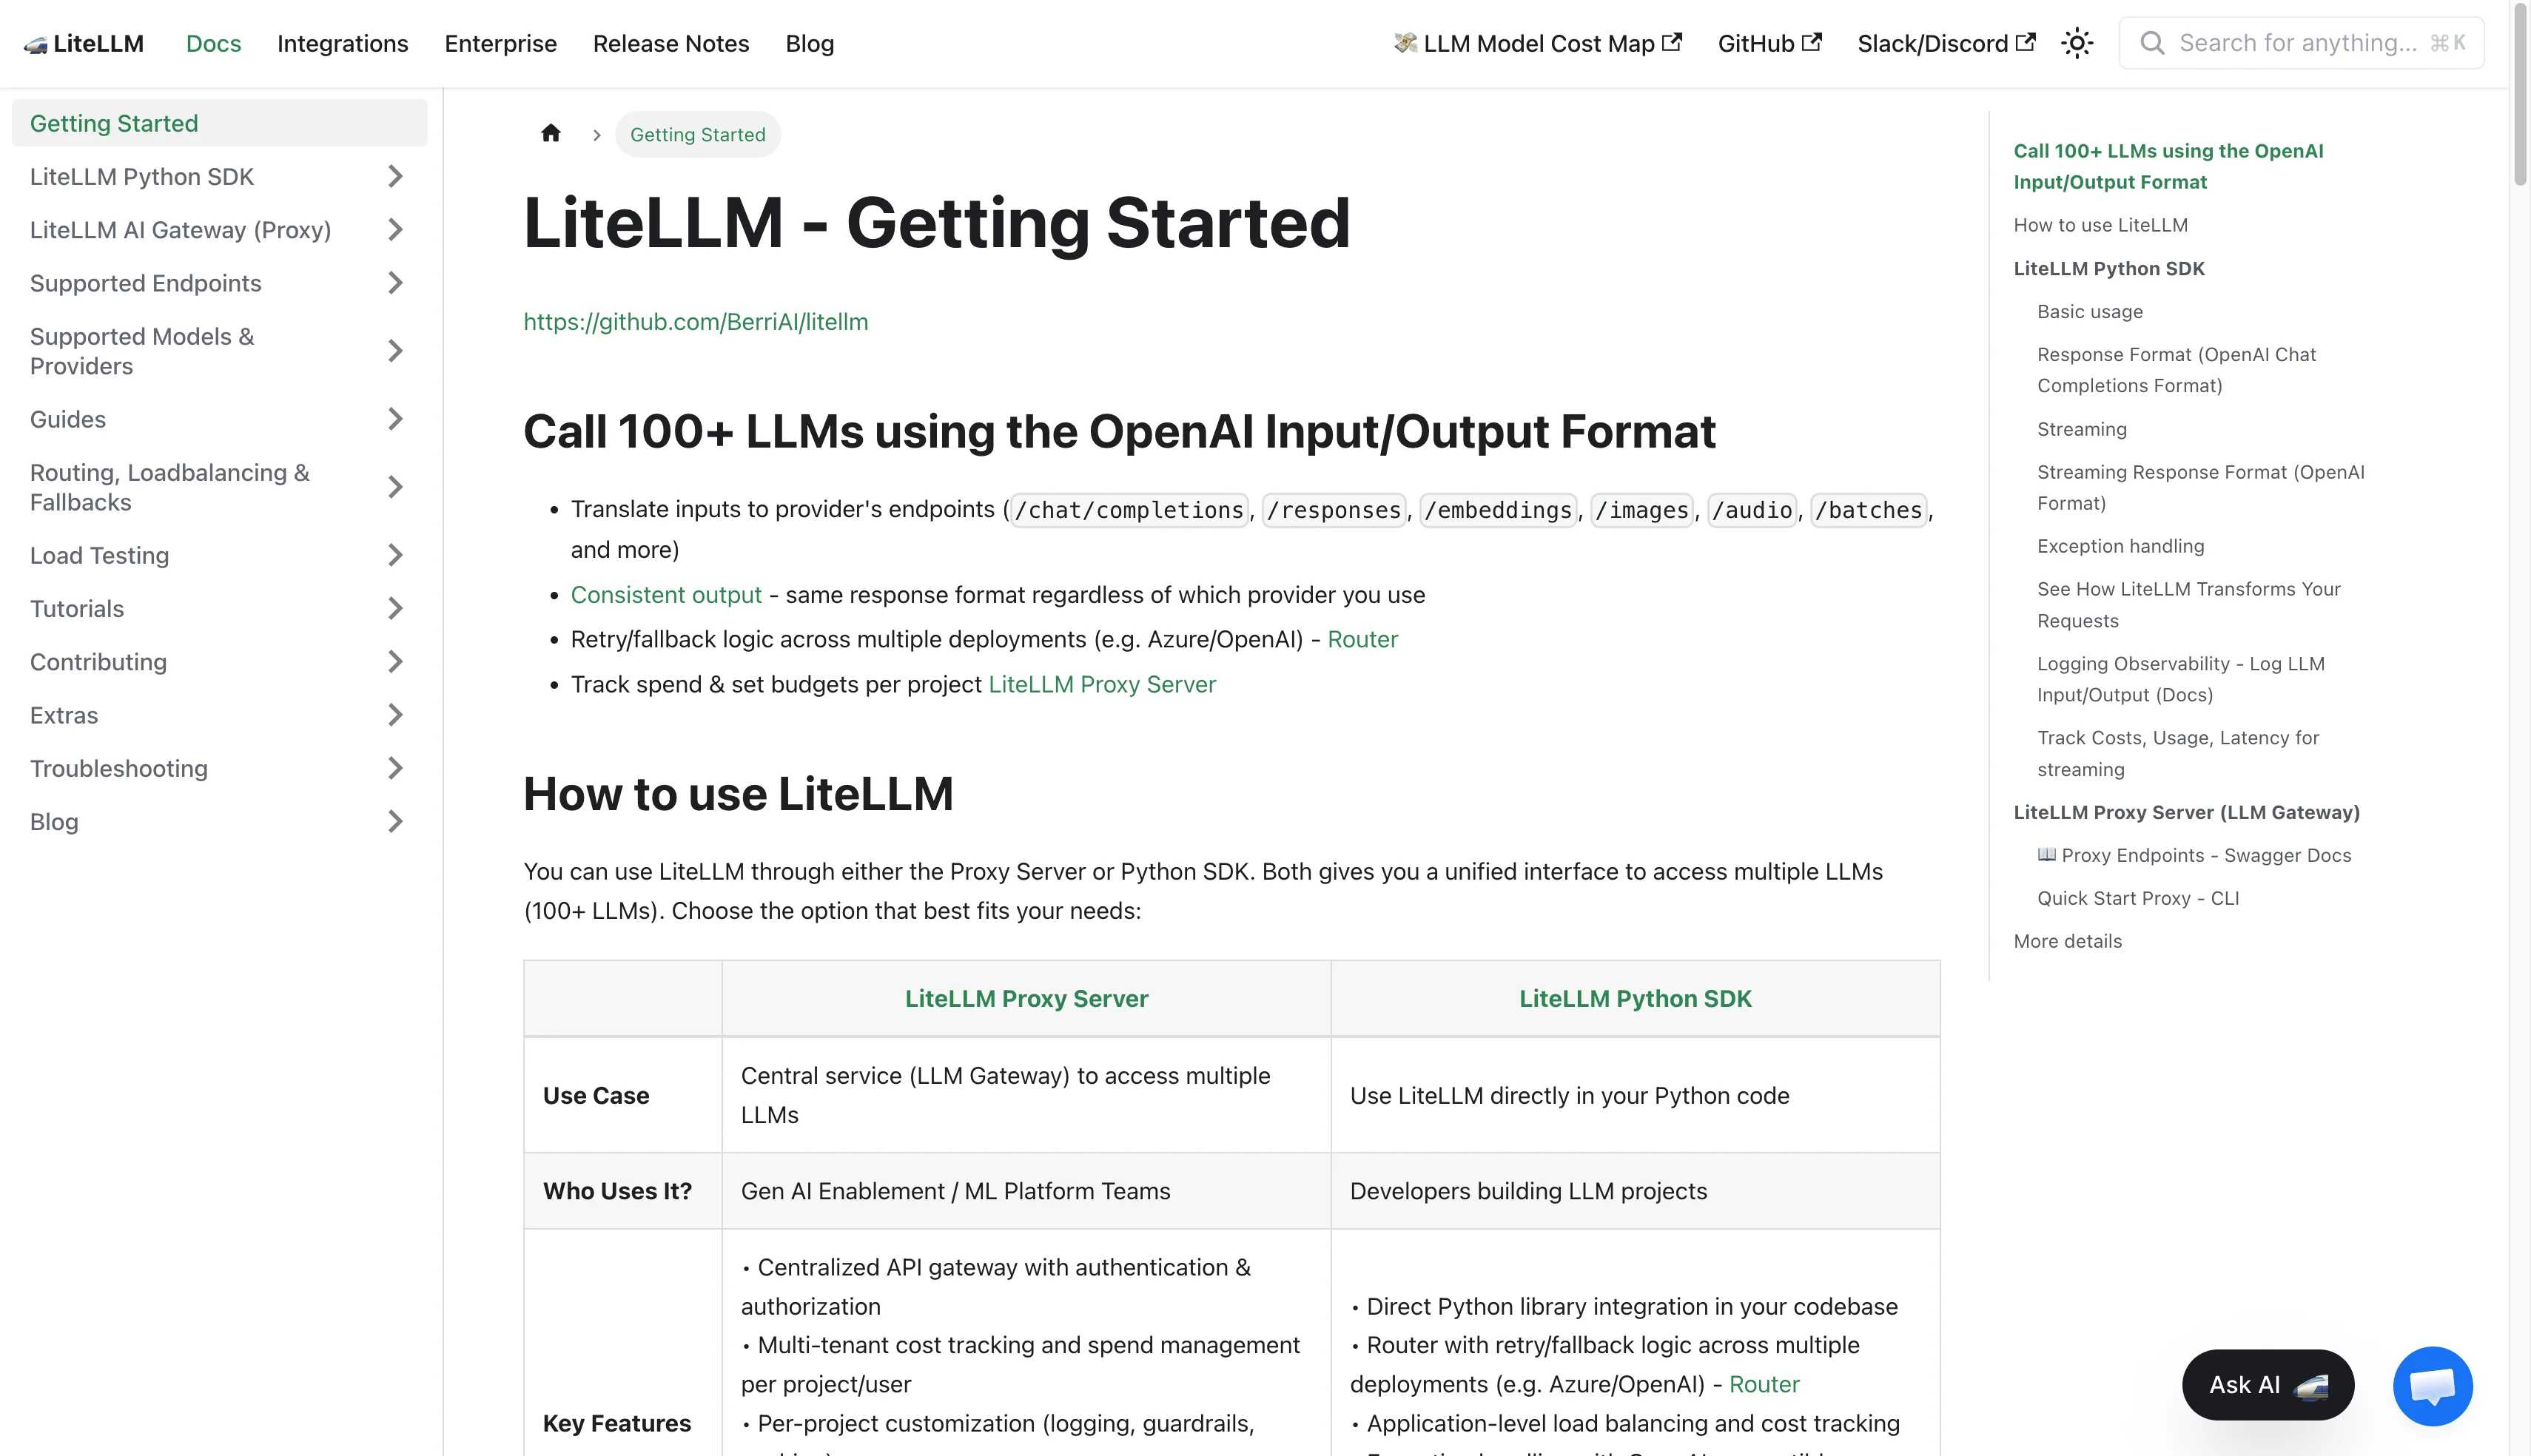 LiteLLM
Docs
Integrations
Enterprise
Release Notes
Blog
LLM Model Cost Map
GitHub
Slack/Discord
Search for anything... ⌘K
Getting Started
LiteLLM Python SDK
LiteLLM AI Gateway (Proxy)
Supported Endpoints
Supported Models &
Providers
Guides
Routing, Loadbalancing &
Fallbacks
Load Testing
Tutorials
Contributing
Extras
Troubleshooting
Blog
Getting Started
LiteLLM - Getting Started
https://github.com/BerriAI/litellm
Call 100+ LLMs using the OpenAI Input/Output Format
• Translate inputs to provider's endpoints (/chat/completions, /responses, /embeddings, /images, /audio, /batches,
and more)
• Consistent output - same response format regardless of which provider you use
• Retry/fallback logic across multiple deployments (e.g. Azure/OpenAI) - Router
• Track spend & set budgets per project LiteLLM Proxy Server
How to use LiteLLM
You can use LiteLLM through either the Proxy Server or Python SDK. Both gives you a unified interface to access multiple LLMs
(100+ LLMs). Choose the option that best fits your needs:
LiteLLM Proxy Server
LiteLLM Python SDK
Use Case
Central service (LLM Gateway) to access multiple
LLMs
Use LiteLLM directly in your Python code
Who Uses It?
Gen AI Enablement / ML Platform Teams
Developers building LLM projects
Key Features
• Centralized API gateway with authentication &
authorization
• Multi-tenant cost tracking and spend management
per project/user
• Per-project customization (logging, guardrails,
• Direct Python library integration in your codebase
• Router with retry/fallback logic across multiple
deployments (e.g. Azure/OpenAI) - Router
• Application-level load balancing and cost tracking
Call 100+ LLMs using the OpenAI
Input/Output Format
How to use LiteLLM
LiteLLM Python SDK
Basic usage
Response Format (OpenAI Chat
Completions Format)
Streaming
Streaming Response Format (OpenAI
Format)
Exception handling
See How LiteLLM Transforms Your
Requests
Logging Observability - Log LLM
Input/Output (Docs)
Track Costs, Usage, Latency for
streaming
LiteLLM Proxy Server (LLM Gateway)
Proxy Endpoints - Swagger Docs
Quick Start Proxy - CLI
More details
Ask AI